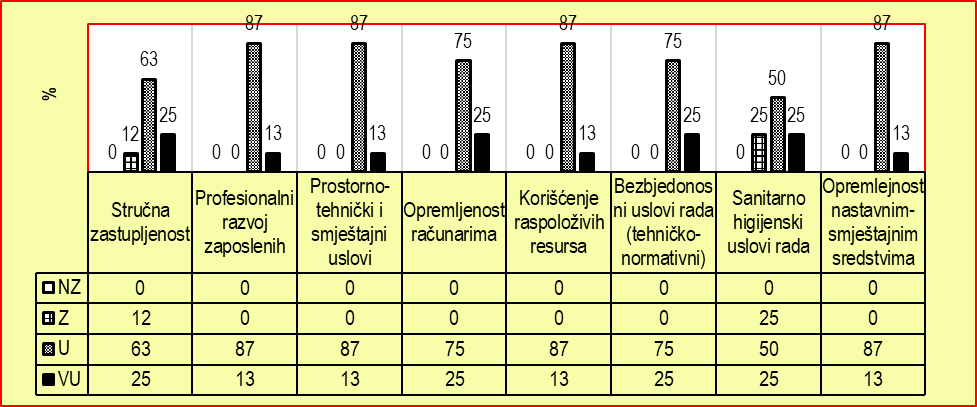 87 87 87 87
75 75
63
50
%
25 25 25 25 25
12 13 13 13 13
0 0 0 0 0 0 0 0 0 0 0 0 0 0
Stručna
zastupljenost
Profesionalni
razvoj
zaposlenih
Prostorno-
tehnički i
smještajni
uslovi
Opremljenost
računarima
Korišćenje
raspoloživih
resursa
Bezbjedonos
ni uslovi rada
(tehničko-
normativni)
Sanitarno
higijenski
uslovi rada
Opremlejnost
nastavnim-
smještajnim
sredstvima
NZ 0 0 0 0 0 0 0 0
Z 12 0 0 0 0 0 25 0
U 63 87 87 75 87 75 50 87
VU 25 13 13 25 13 25 25 13